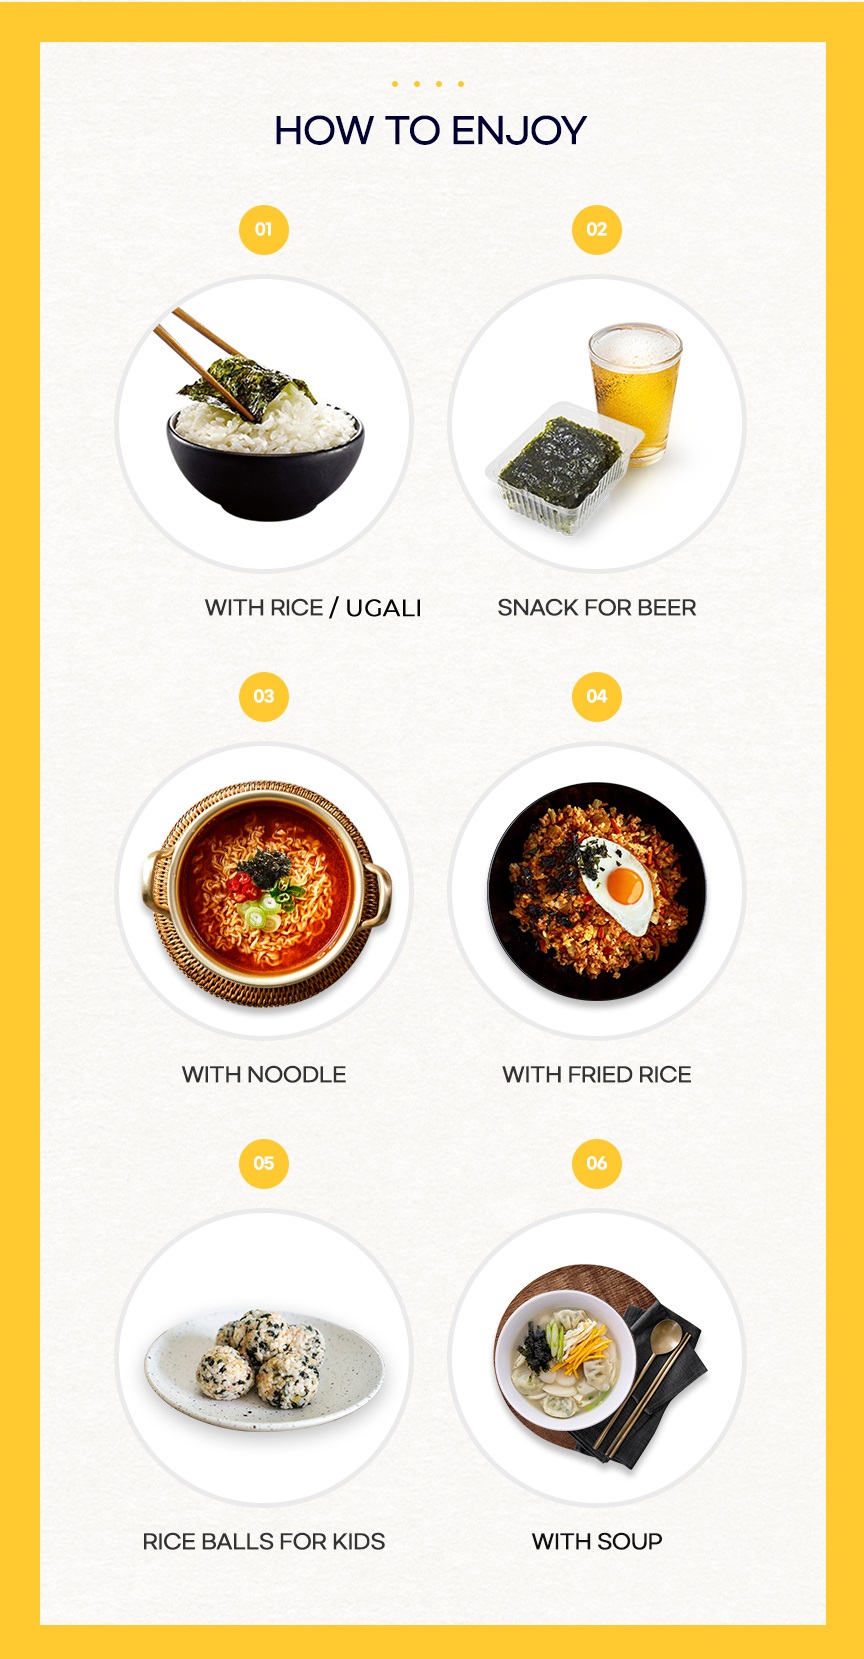 HOW TO ENJOY
01
02
WITH RICE / UGALI
SNACK FOR BEER
03
04
WITH NOODLE
WITH FRIED RICE
05
06
RICE BALLS FOR KIDS
WITH SOUP